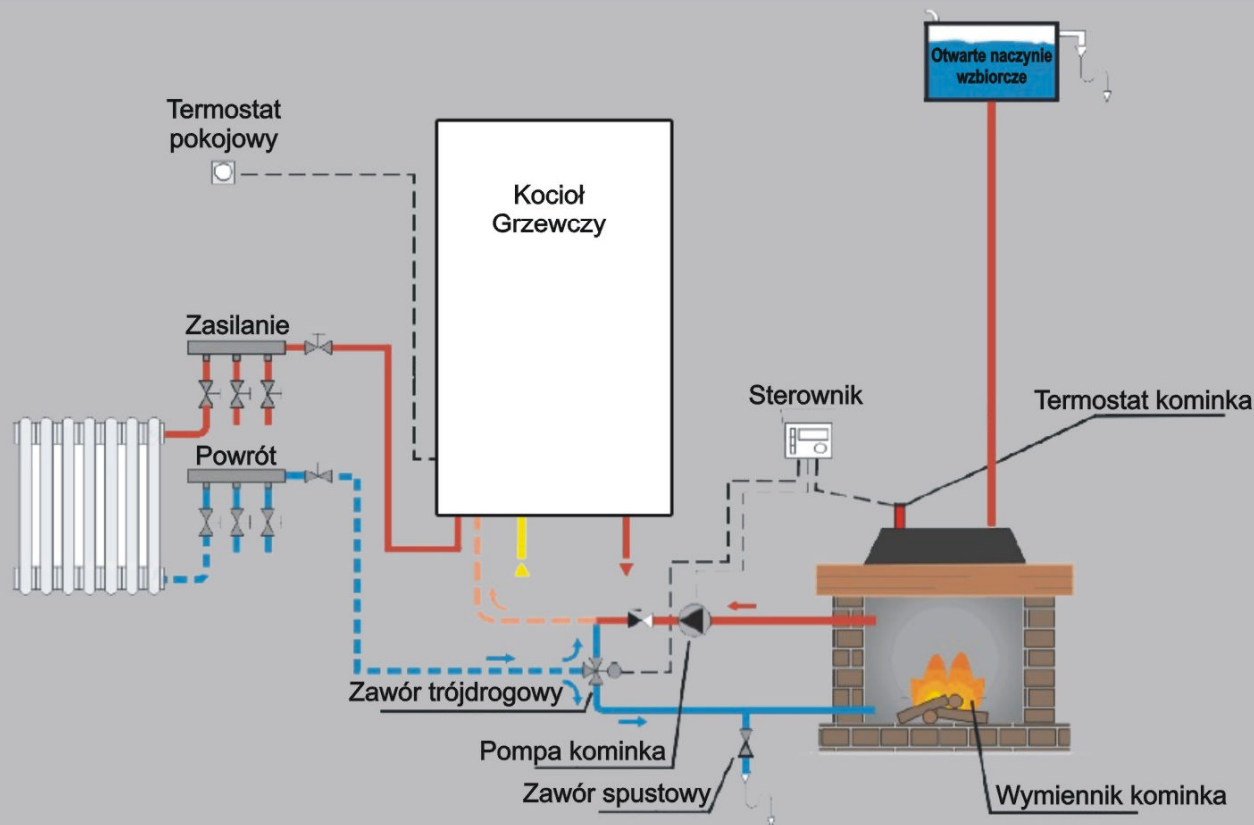 Otwarte naczynie
wzbiorcze
Termostat
pokojowy
Kocioł
Grzewczy
Zasilanie
Sterownik
Termostat kominka
Powrót
Zawór trójdrogowy
Pompa kominka
Zawór spustowy
Wymiennik kominka